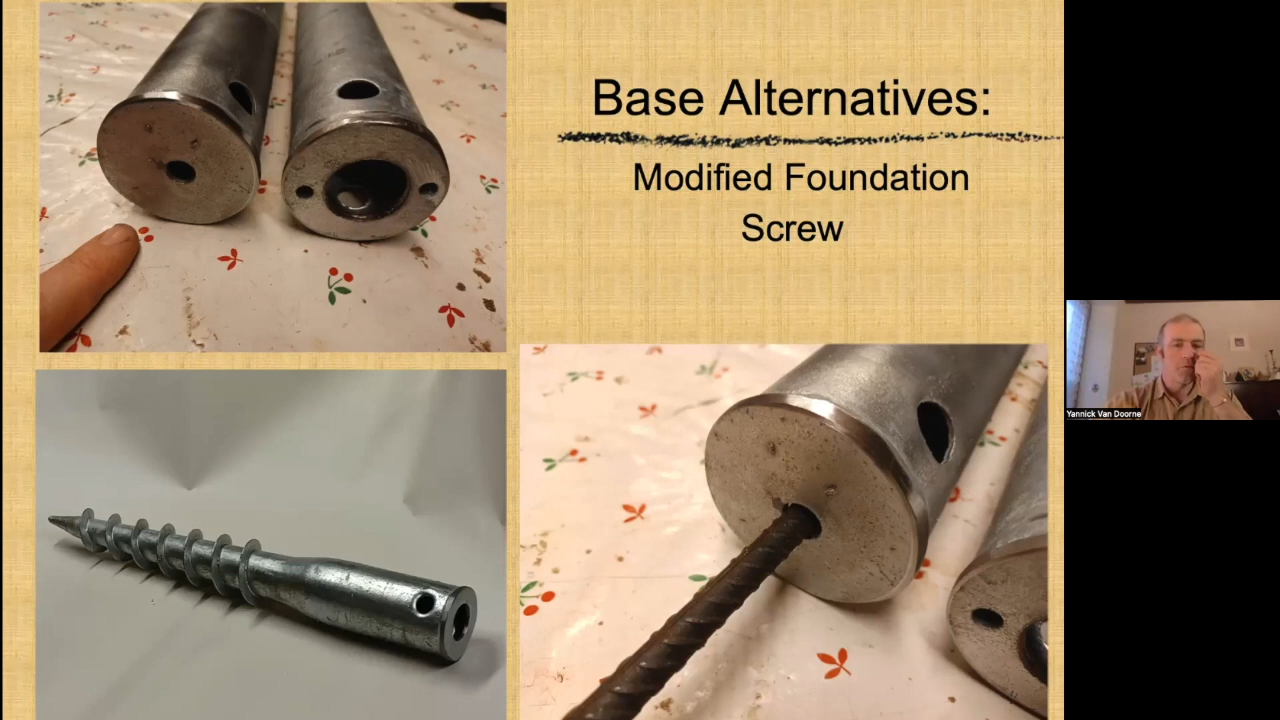 Base Alternatives:
Modified Foundation
Screw
Yannick Van Doorne